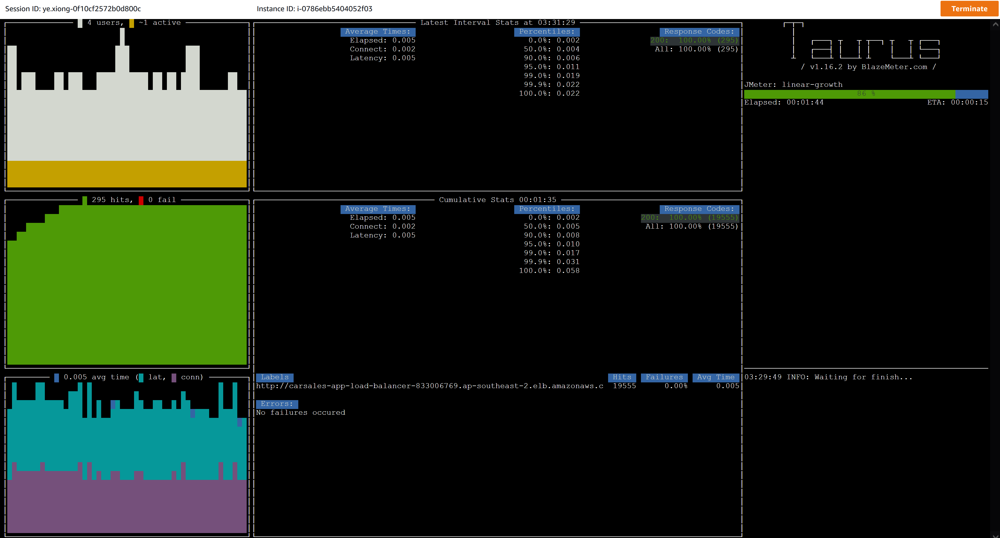 Session ID: ye.xiong-0f10cf2572b0d800c
Instance ID: i-0786ebb5404052f03
Terminate
4 users, ~1 active
Latest Interval Stats at 03:31:29
Average Times:
Elapsed: 0.005
Connect: 0.002
Latency: 0.005
Percentiles:
0.0%: 0.002
50.0%: 0.004
90.0%: 0.006
95.0%: 0.011
99.0%: 0.019
99.9%: 0.022
100.0%: 0.022
Response Codes:
200: 100.00% (295)
All: 100.00% (295)
Taurus
/ v1.16.2 by BlazeMeter.com /
JMeter: linear-growth
86 %
Elapsed: 00:01:44 ETA: 00:00:15
295 hits, 0 fail
Cumulative Stats 00:01:35
Average Times:
Elapsed: 0.005
Connect: 0.002
Latency: 0.005
Percentiles:
0.0%: 0.002
50.0%: 0.005
90.0%: 0.008
95.0%: 0.010
99.0%: 0.017
99.9%: 0.031
100.0%: 0.058
Response Codes:
200: 100.00% (19555)
All: 100.00% (19555)
0.005 avg time ( lat, conn)
Labels Hits Failures Avg Time
http://carsales-app-load-balancer-833006769.ap-southeast-2.elb.amazonaws.c 19555 0.00% 0.005
Errors:
No failures occured
03:29:49 INFO: Waiting for finish...